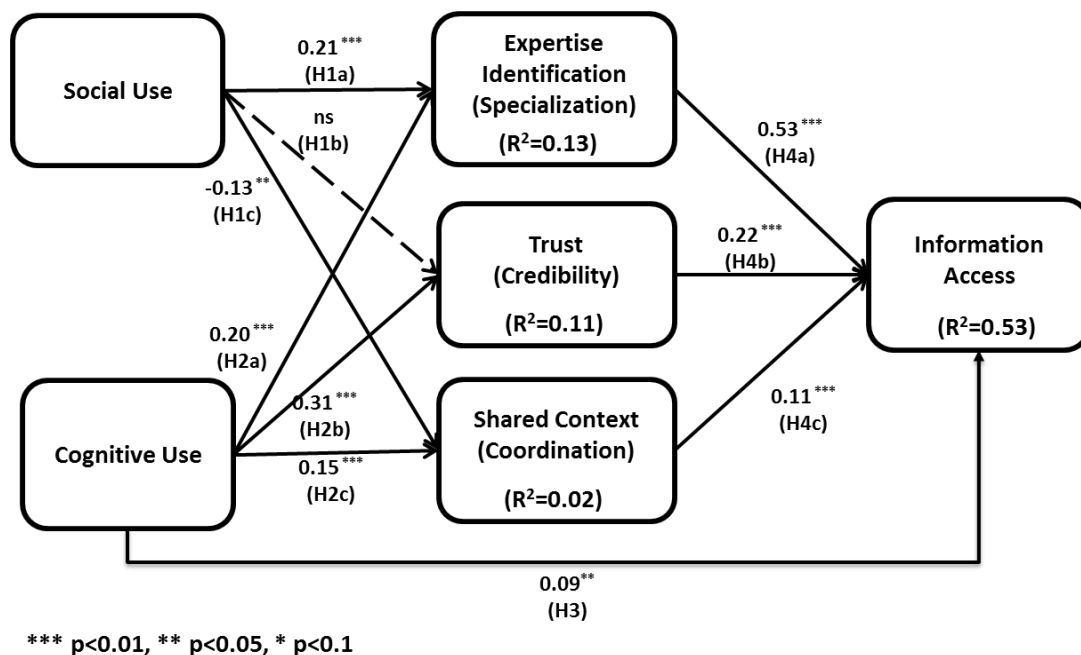 Social Use
0.21 ***
(H1a)
Expertise
Identification
(Specialization)
(R²=0.13)
ns
(H1b)
-0.13 **
(H1c)
0.53 ***
(H4a)
Trust
(Credibility)
(R²=0.11)
0.22 ***
(H4b)
Information
Access
(R²=0.53)
0.20 ***
(H2a)
0.31 ***
(H2b)
0.11 ***
(H4c)
Cognitive Use
0.15 ***
(H2c)
Shared Context
(Coordination)
(R²=0.02)
0.09 **
(H3)
*** p<0.01, ** p<0.05, * p<0.1